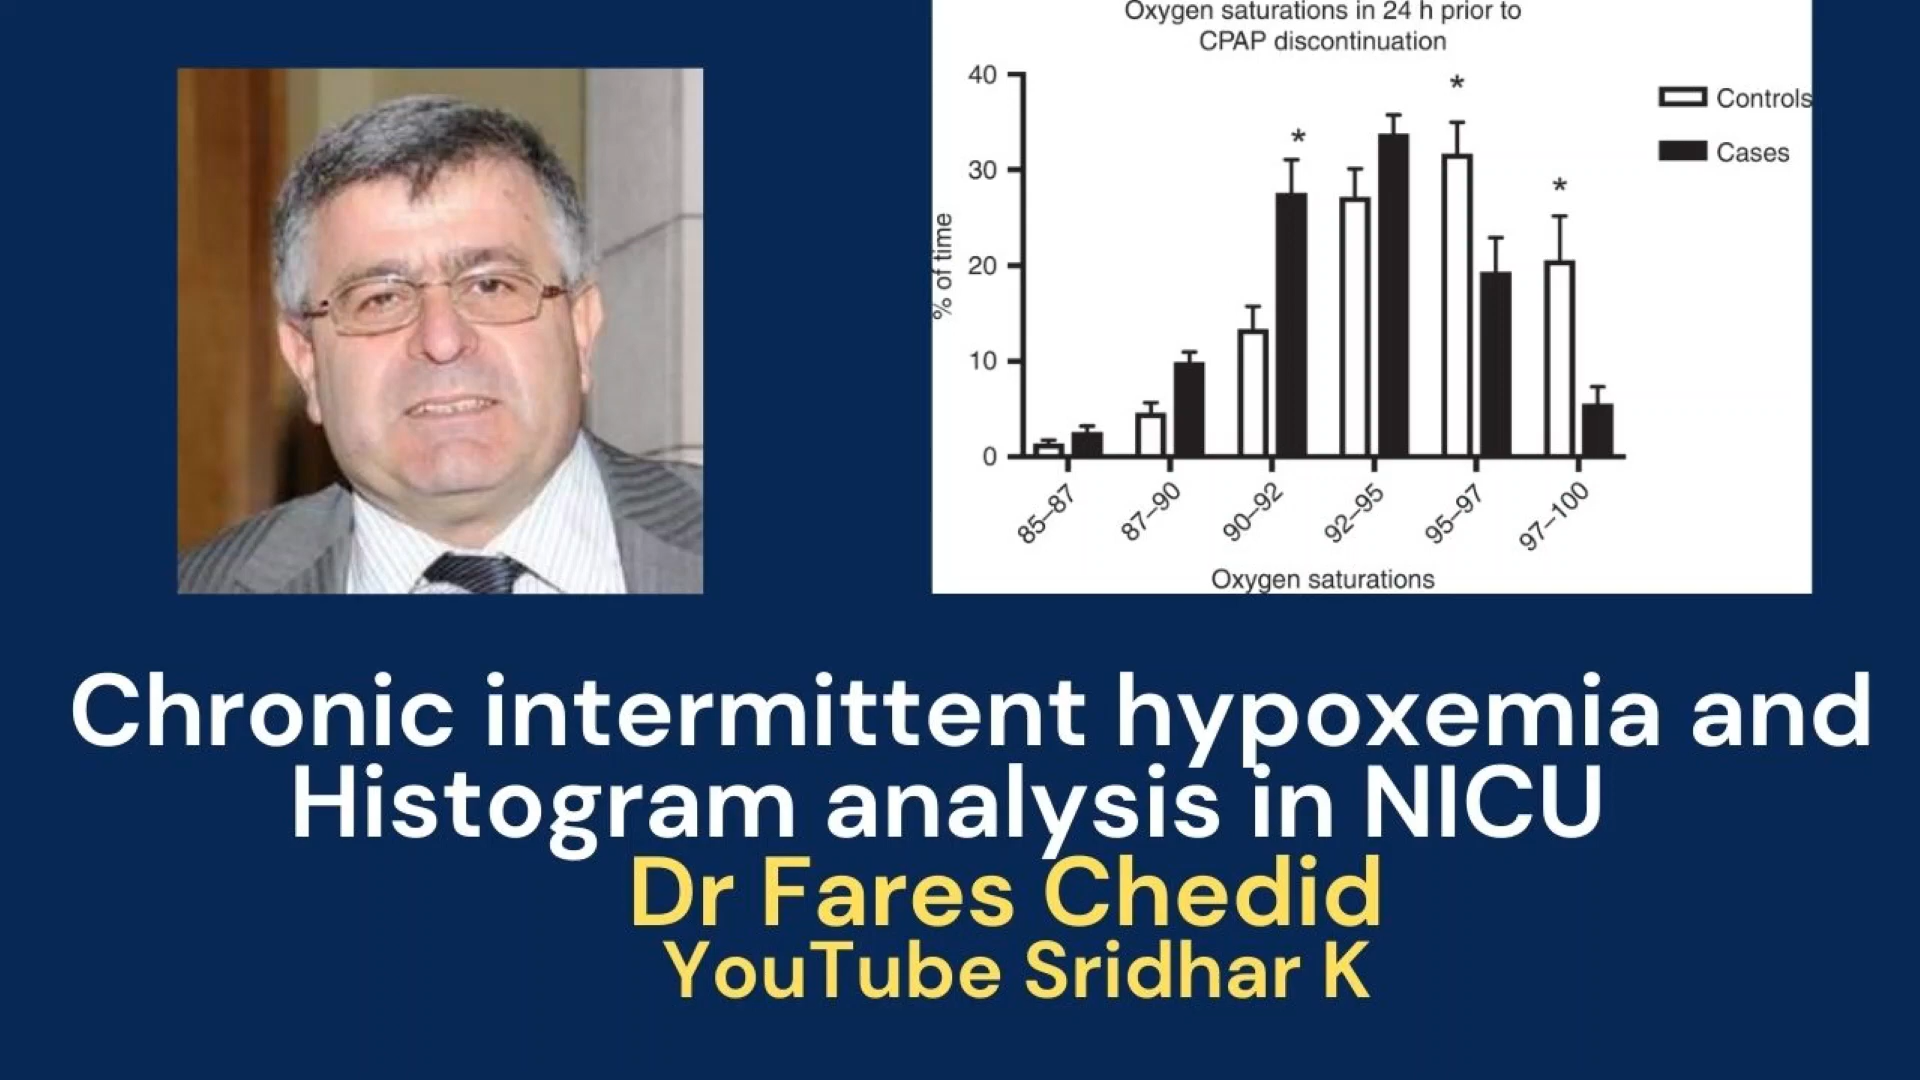 Oxygen saturations in 24 h prior to
CPAP discontinuation
% of time
40
30
20
10
0
*
*
*
Controls
Cases
85–87
87–90
90–92
92–95
95–97
97–100
Oxygen saturations
Chronic intermittent hypoxemia and
Histogram analysis in NICU
Dr Fares Chedid
YouTube Sridhar K